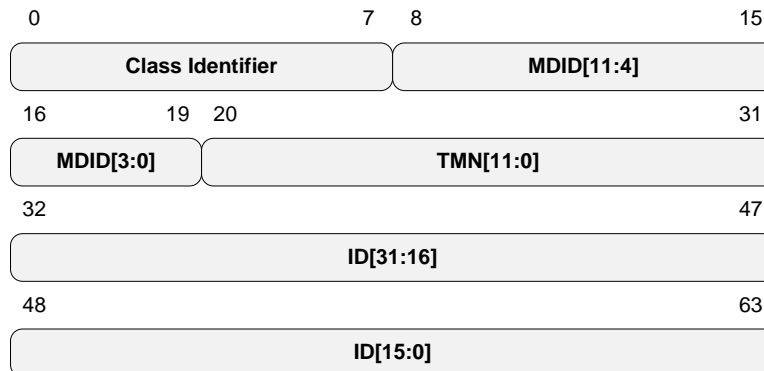 0 7 8 15
Class Identifier MDID[11:4]
16 19 20 31
MDID[3:0] TMN[11:0]
32 47
ID[31:16]
48 63
ID[15:0]